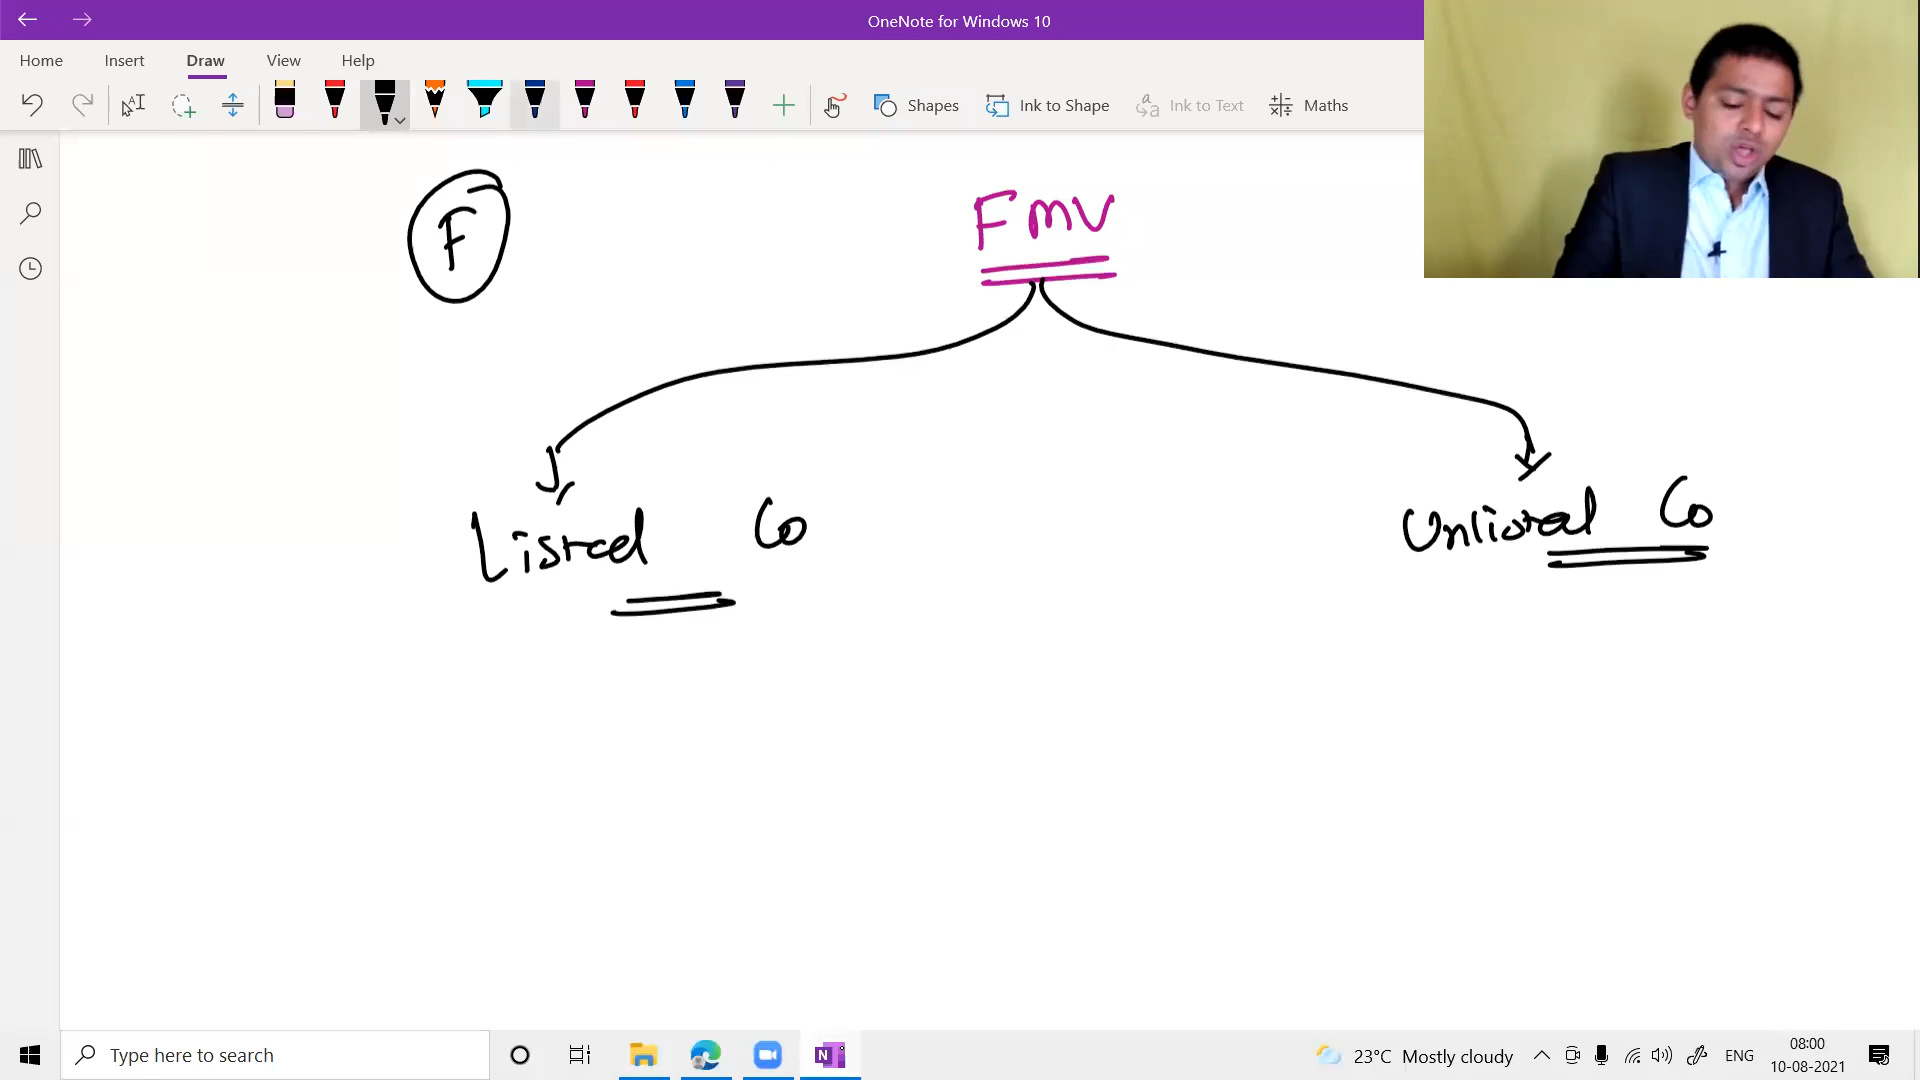 OneNote for Windows 10
Home Insert Draw View Help
Shapes Ink to Shape Ink to Text Maths
F
Fmv
Listed Co
Unlisted Co
Type here to search
23°C Mostly cloudy
ENG
08:00
10-08-2021